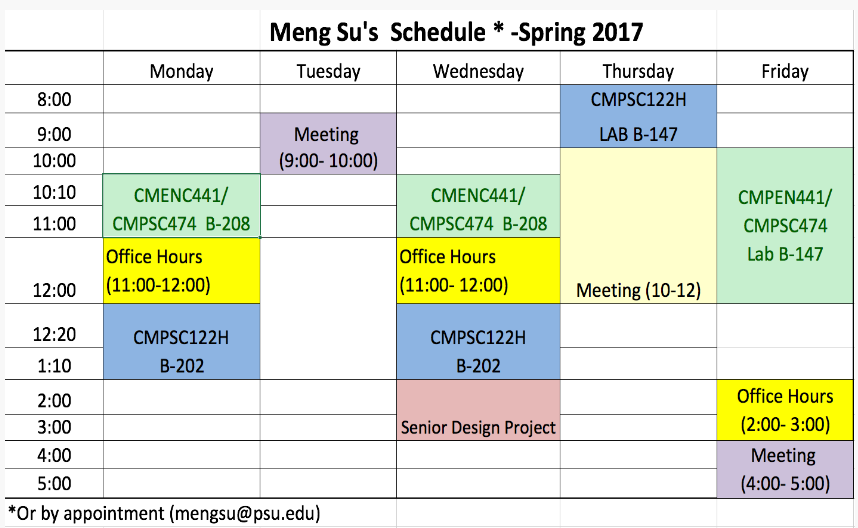 Meng Su's Schedule * -Spring 2017
Monday Tuesday Wednesday Thursday Friday
8:00 CMPSC122H
9:00 Meeting LAB B-147
10:00 (9:00- 10:00)
10:10 CMENC441/ CMENC441/ CMPEN441/
11:00 CMPSC474 B-208 CMPSC474 B-208 CMPSC474
Office Hours Office Hours Lab B-147
12:00 (11:00-12:00) (11:00- 12:00) Meeting (10-12)
12:20 CMPSC122H CMPSC122H
1:10 B-202 B-202
2:00 Office Hours
3:00 Senior Design Project (2:00- 3:00)
4:00 Meeting
5:00 (4:00- 5:00)
*Or by appointment (mengsu@psu.edu)